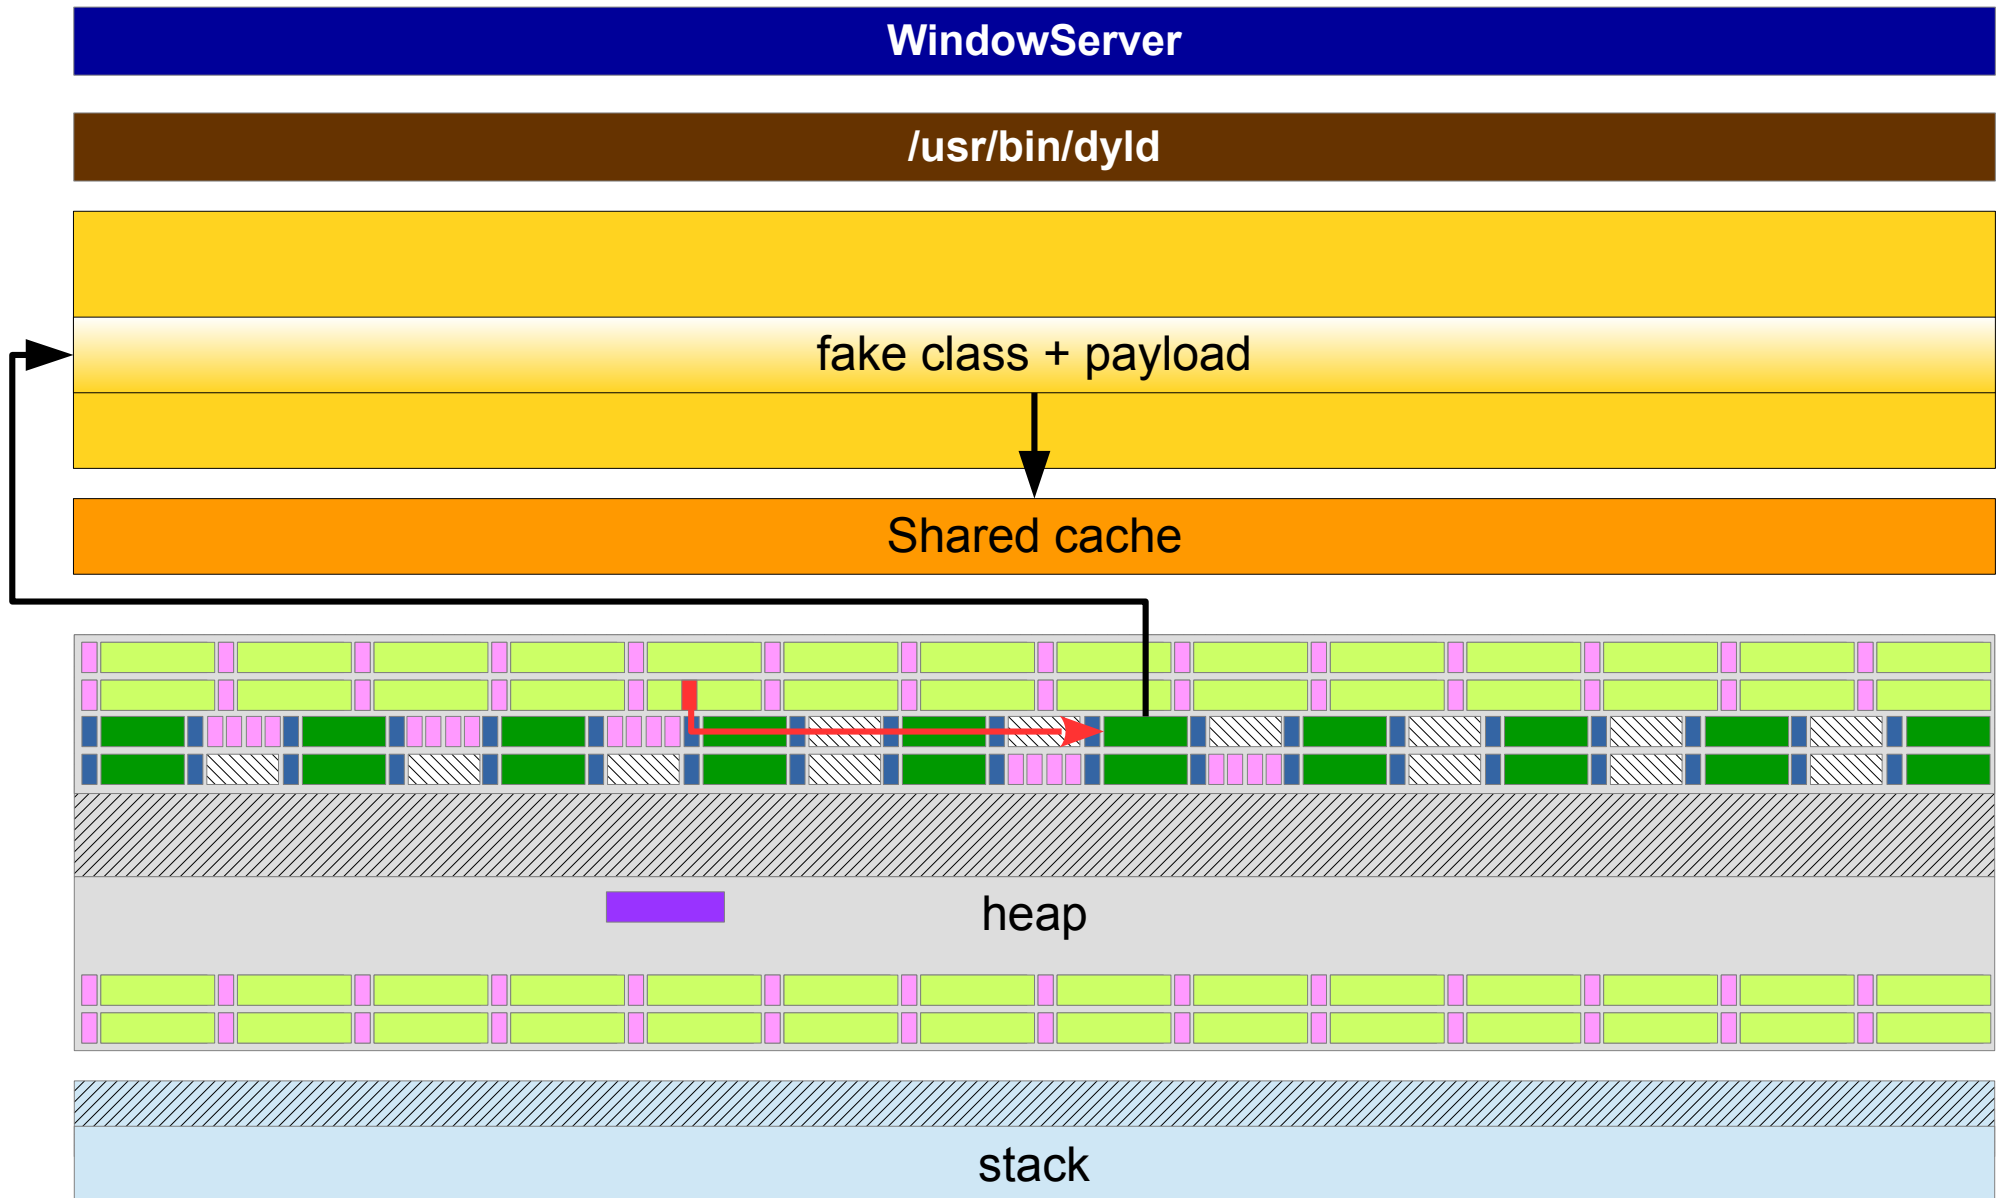 WindowServer
/usr/bin/dyld
fake class + payload
Shared cache
heap
stack